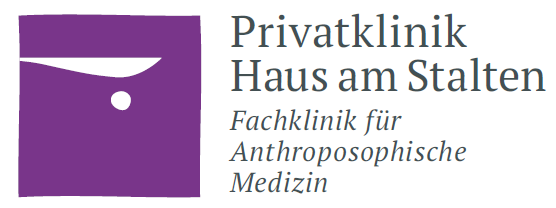 Privatklinik
Haus am Stalten
Fachklinik für
Anthroposophische
Medizin